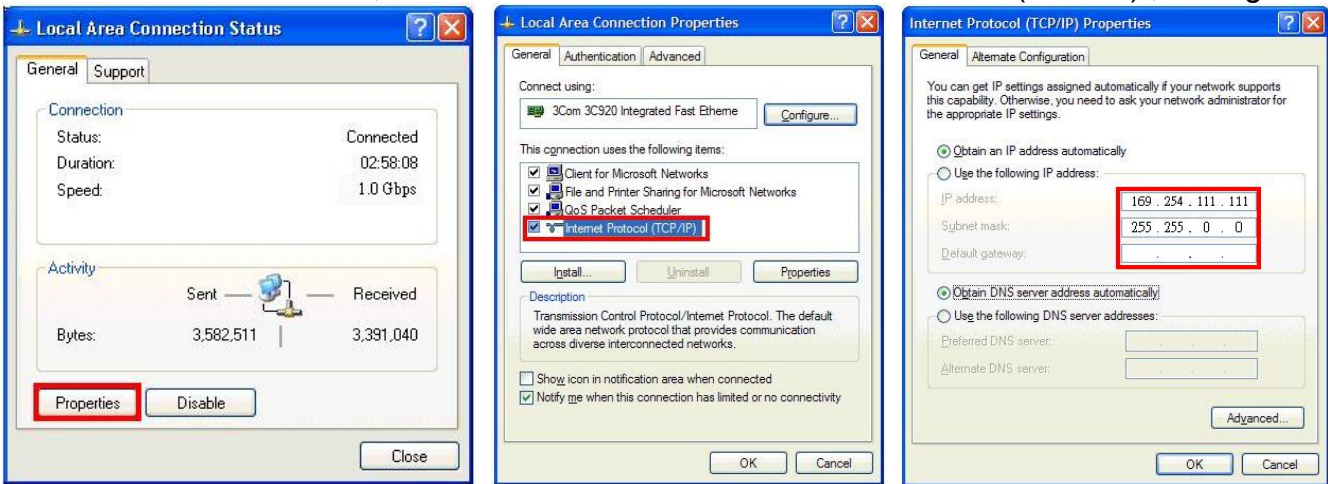 Local Area Connection Status
General Support
Connection
Status: Connected
Duration: 02:58:08
Speed: 1.0 Gbps
Activity
Sent — — Received
Bytes: 3,582,511 3,391,040
Properties Disable
Close
Local Area Connection Properties
General Authentication Advanced
Connect using:
3Com 3C920 Integrated Fast Etherne Configure...
This connection uses the following items:
Client for Microsoft Networks
File and Printer Sharing for Microsoft Networks
QoS Packet Scheduler
Internet Protocol (TCP/IP)
Install... Uninstall Properties
Description
Transmission Control Protocol/Internet Protocol. The default
wide area network protocol that provides communication
across diverse interconnected networks.
Show icon in notification area when connected
Notify me when this connection has limited or no connectivity
OK Cancel
Internet Protocol (TCP/IP) Properties
General Alternate Configuration
You can get IP settings assigned automatically if your network supports
this capability. Otherwise, you need to ask your network administrator for
the appropriate IP settings.
Obtain an IP address automatically
Use the following IP address:
IP address: 169 . 254 . 111 . 111
Subnet mask: 255 . 255 . 0 . 0
Default gateway: . . .
Obtain DNS server address automatically
Use the following DNS server addresses:
Preferred DNS server: . . .
Alternate DNS server: . . .
Advanced...
OK Cancel